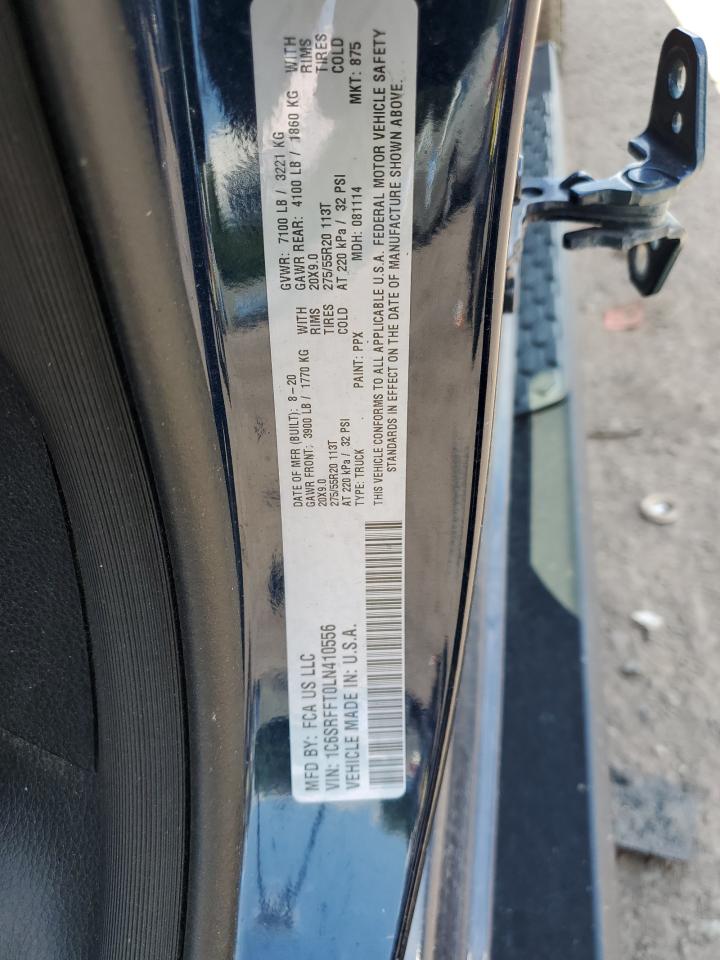 MFD BY: FCA US LLC
VIN: 1C6SRFFT0LN410556
VEHICLE MADE IN: U.S.A.
DATE OF MFR (BUILT): 8-20
GAWR FRONT: 3900 LB / 1770 KG WITH
20X9.0 RIMS
275/55R20 113T TIRES
AT 220 kPa / 32 PSI COLD
TYPE: TRUCK PAINT: PPX
GVWR: 7100 LB / 3221 KG
GAWR REAR: 4100 LB / 1860 KG WITH
20X9.0 RIMS
275/55R20 113T TIRES
AT 220 kPa / 32 PSI COLD
MDH: 081114 MKT: 875
THIS VEHICLE CONFORMS TO ALL APPLICABLE U.S.A. FEDERAL MOTOR VEHICLE SAFETY
STANDARDS IN EFFECT ON THE DATE OF MANUFACTURE SHOWN ABOVE.